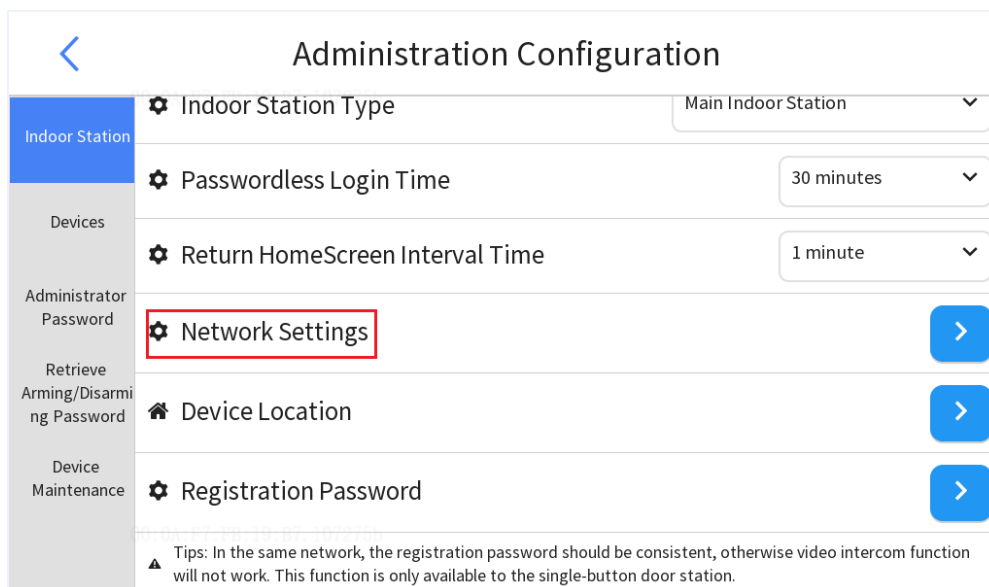 Administration Configuration
Indoor Station
Devices
Administrator
Password
Retrieve
Arming/Disarmi
ng Password
Device
Maintenance
Indoor Station Type
Main Indoor Station
Passwordless Login Time
30 minutes
Return HomeScreen Interval Time
1 minute
Network Settings
Device Location
Registration Password
Tips: In the same network, the registration password should be consistent, otherwise video intercom function
will not work. This function is only available to the single-button door station.